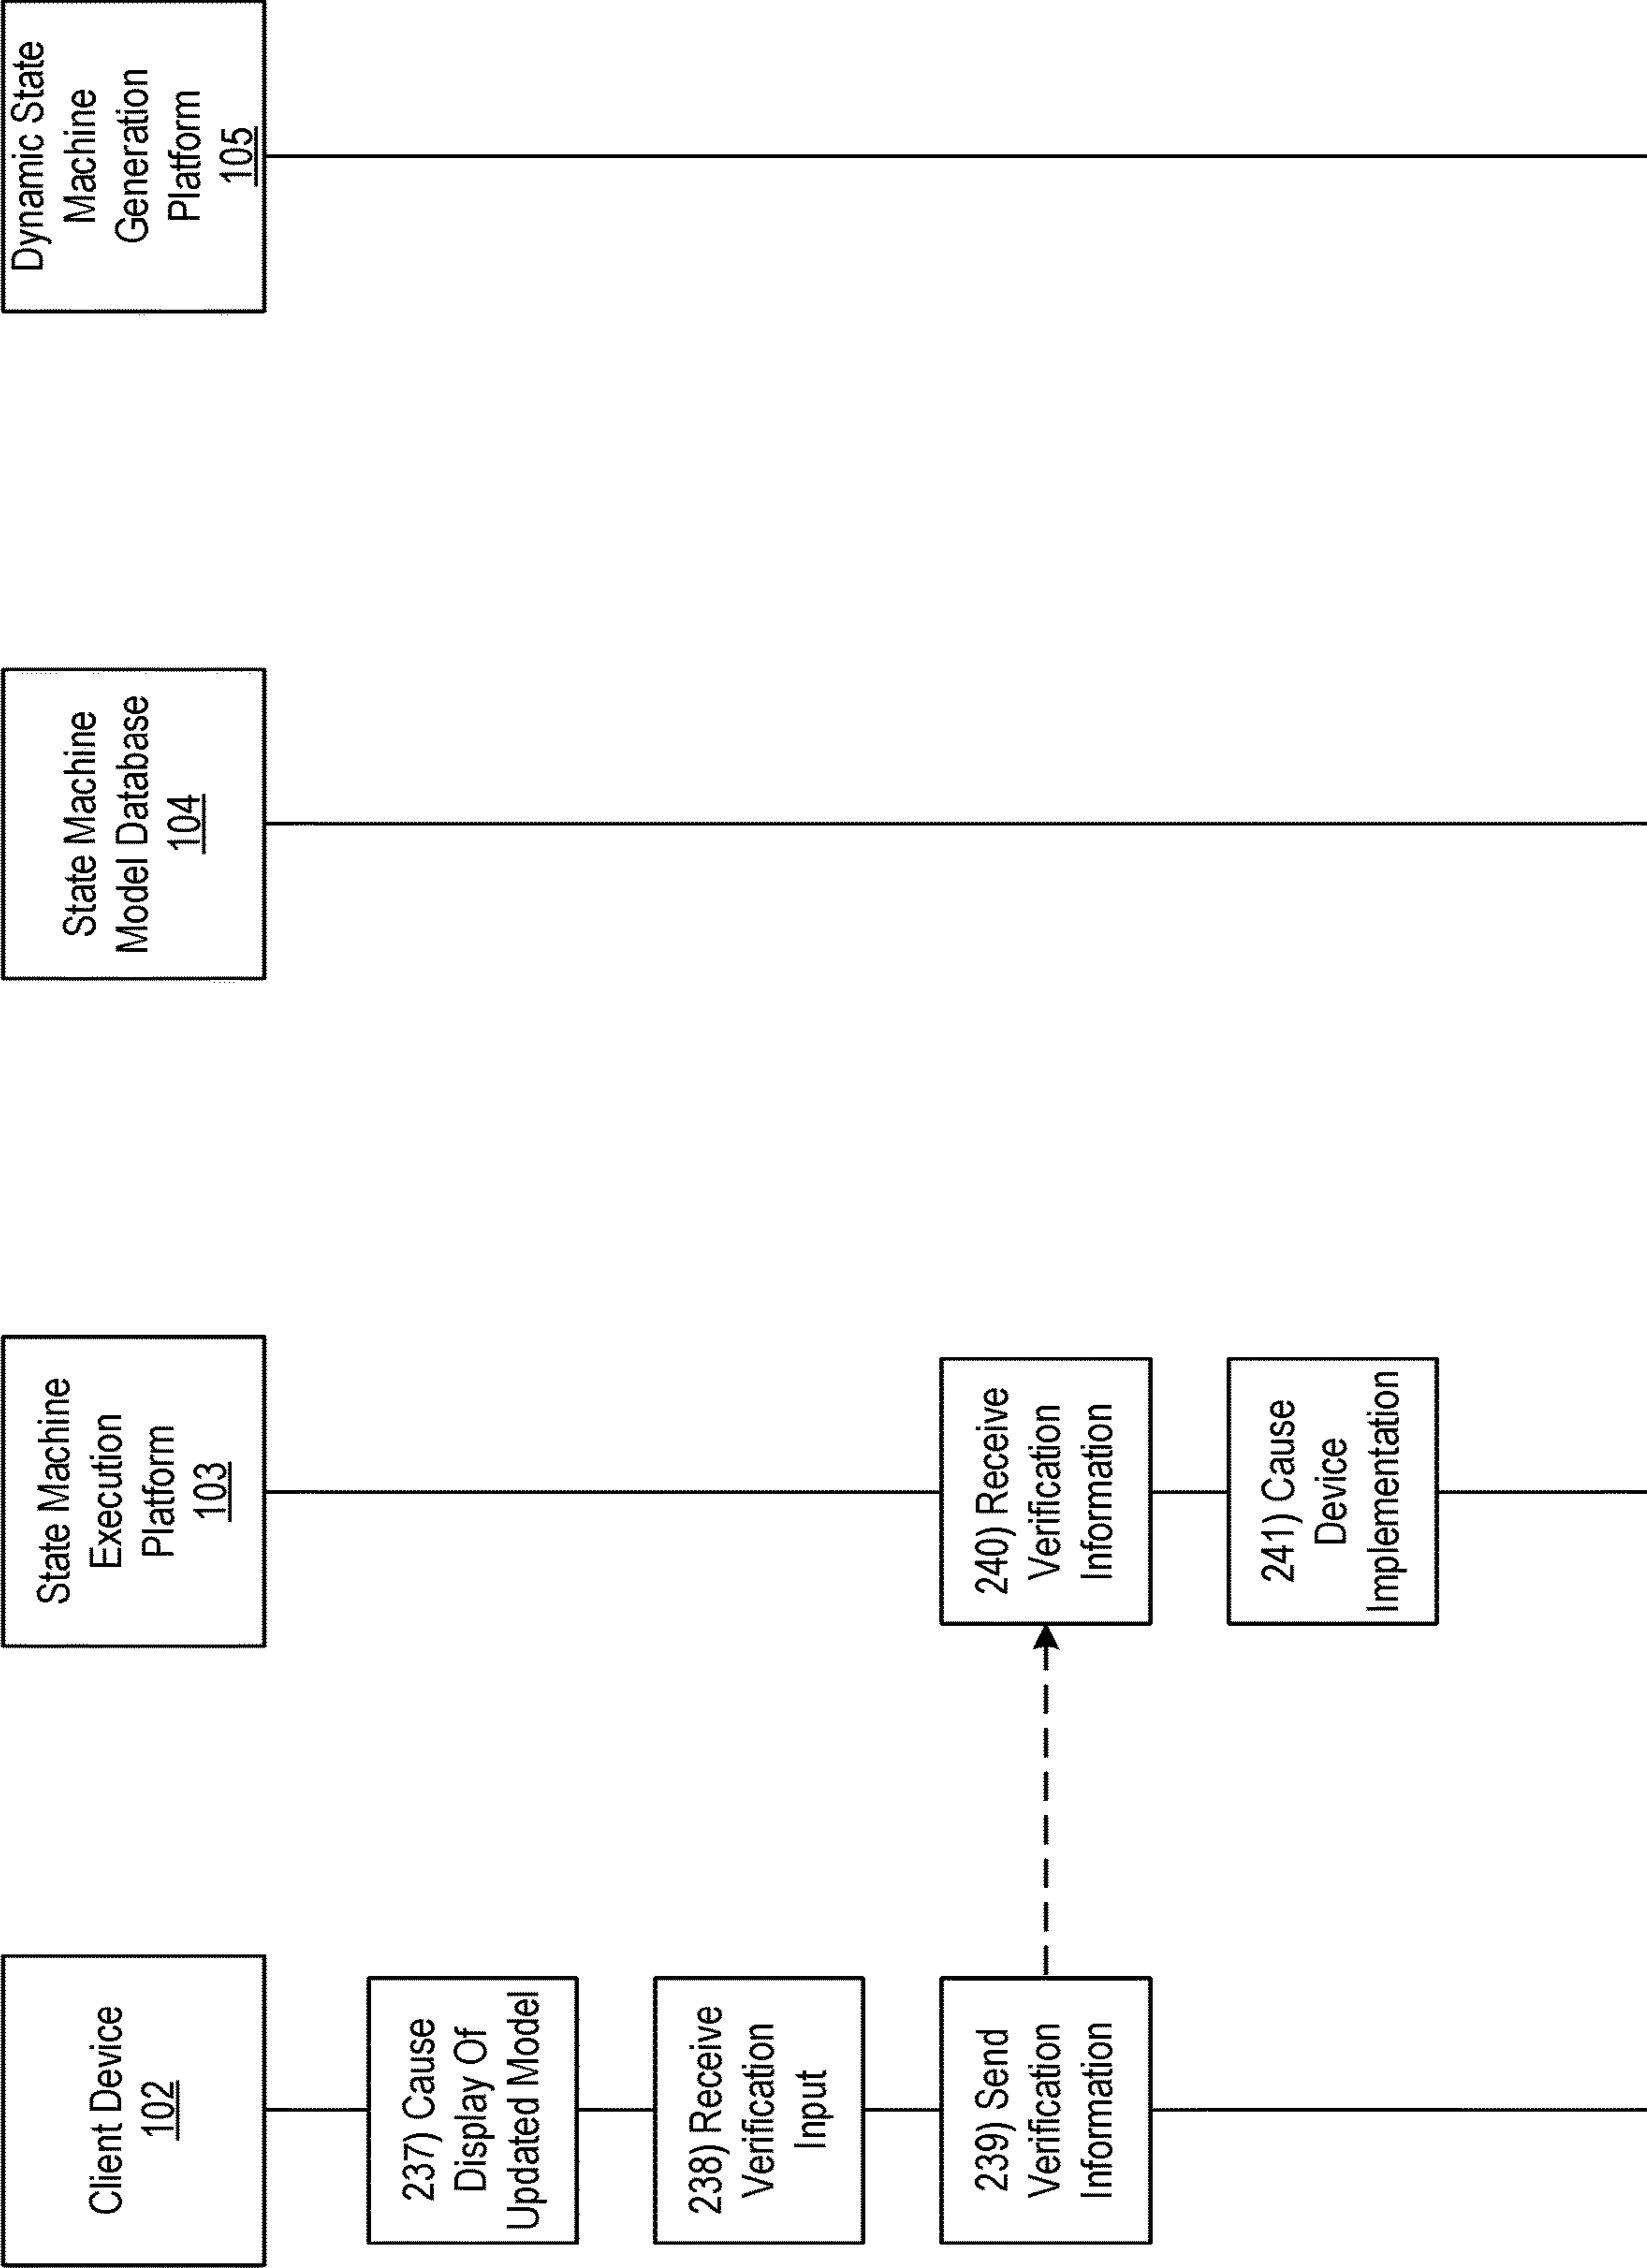 Client Device
102
State Machine
Execution
Platform
103
State Machine
Model Database
104
Dynamic State
Machine
Generation
Platform
105
237) Cause
Display Of
Updated Model
238) Receive
Verification
Input
239) Send
Verification
Information
240) Receive
Verification
Information
241) Cause
Device
Implementation